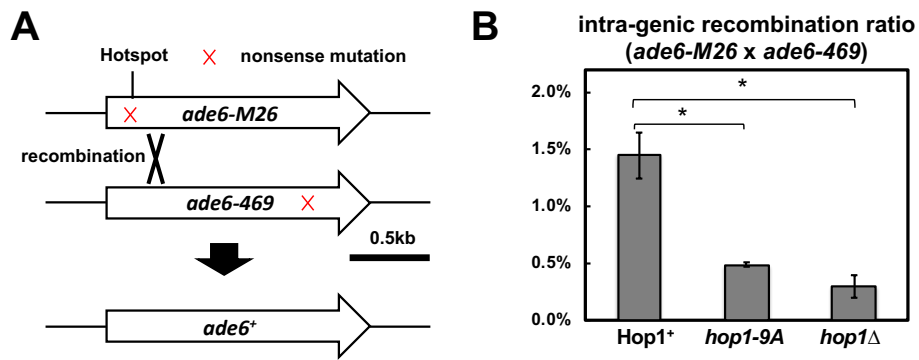 A
Hotspot
nonsense mutation
ade6-M26
recombination
ade6-469
0.5kb
ade6⁺
B
intra-genic recombination ratio
(ade6-M26 x ade6-469)
2.0%
*
*
1.5%
1.0%
0.5%
0.0%
Hop1⁺ hop1-9A hop1Δ